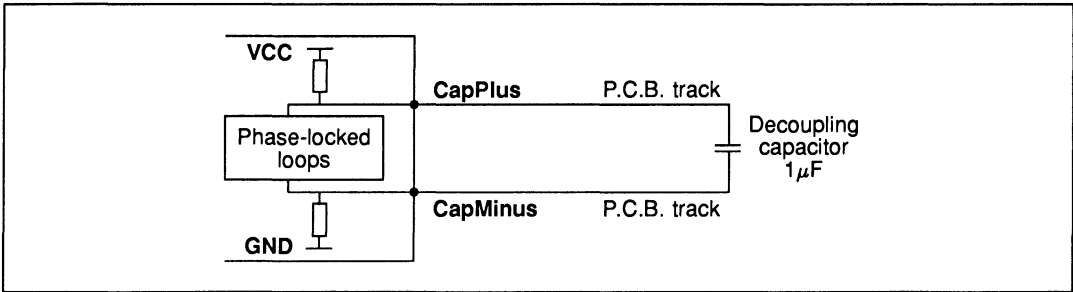 VCC
CapPlus
P.C.B. track
Phase-locked
loops
Decoupling
capacitor
1μF
CapMinus
P.C.B. track
GND